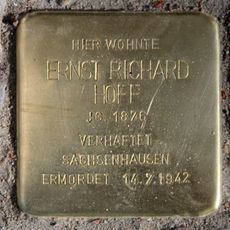 HIER WOHNTE
ERNST RICHARD
HOFF
JG. 1876
VERHAFTET
SACHSENHAUSEN
ERMORDET 14.7.1942